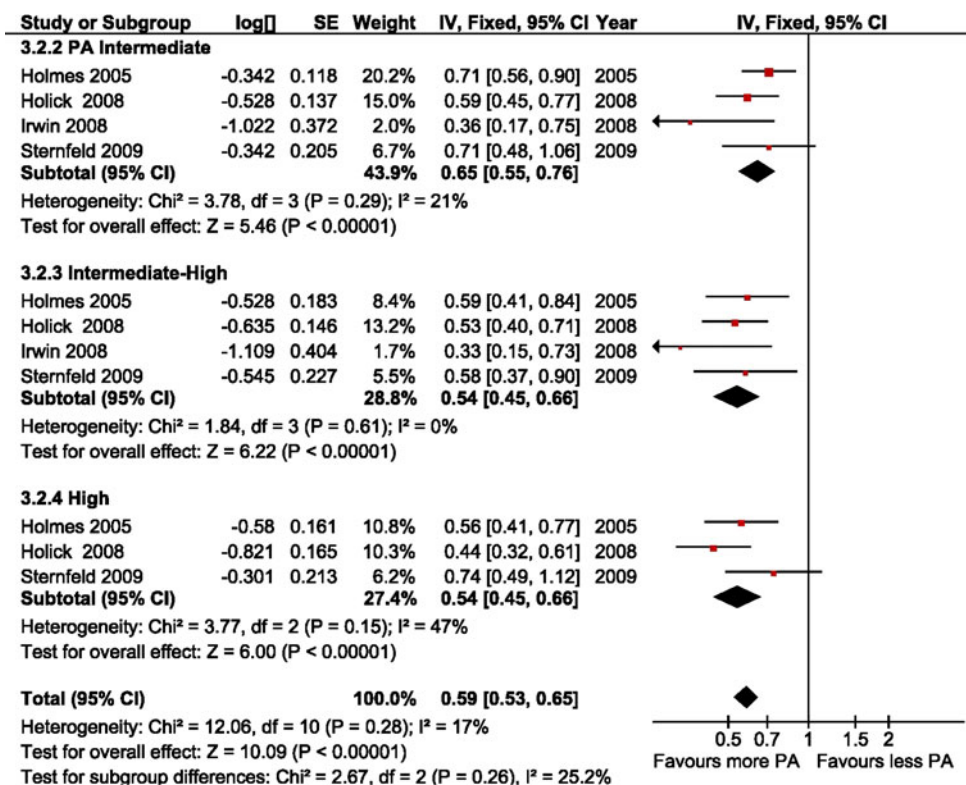 Study or Subgroup log[] SE Weight IV, Fixed, 95% CI Year IV, Fixed, 95% CI
3.2.2 PA Intermediate
Holmes 2005 -0.342 0.118 20.2% 0.71 [0.56, 0.90] 2005
Holick 2008 -0.528 0.137 15.0% 0.59 [0.45, 0.77] 2008
Irwin 2008 -1.022 0.372 2.0% 0.36 [0.17, 0.75] 2008
Sternfeld 2009 -0.342 0.205 6.7% 0.71 [0.48, 1.06] 2009
Subtotal (95% CI) 43.9% 0.65 [0.55, 0.76]
Heterogeneity: Chi² = 3.78, df = 3 (P = 0.29); I² = 21%
Test for overall effect: Z = 5.46 (P < 0.00001)
3.2.3 Intermediate-High
Holmes 2005 -0.528 0.183 8.4% 0.59 [0.41, 0.84] 2005
Holick 2008 -0.635 0.146 13.2% 0.53 [0.40, 0.71] 2008
Irwin 2008 -1.109 0.404 1.7% 0.33 [0.15, 0.73] 2008
Sternfeld 2009 -0.545 0.227 5.5% 0.58 [0.37, 0.90] 2009
Subtotal (95% CI) 28.8% 0.54 [0.45, 0.66]
Heterogeneity: Chi² = 1.84, df = 3 (P = 0.61); I² = 0%
Test for overall effect: Z = 6.22 (P < 0.00001)
3.2.4 High
Holmes 2005 -0.58 0.161 10.8% 0.56 [0.41, 0.77] 2005
Holick 2008 -0.821 0.165 10.3% 0.44 [0.32, 0.61] 2008
Sternfeld 2009 -0.301 0.213 6.2% 0.74 [0.49, 1.12] 2009
Subtotal (95% CI) 27.4% 0.54 [0.45, 0.66]
Heterogeneity: Chi² = 3.77, df = 2 (P = 0.15); I² = 47%
Test for overall effect: Z = 6.00 (P < 0.00001)
Total (95% CI) 100.0% 0.59 [0.53, 0.65]
Heterogeneity: Chi² = 12.06, df = 10 (P = 0.28); I² = 17%
Test for overall effect: Z = 10.09 (P < 0.00001)
Test for subgroup differences: Chi² = 2.67, df = 2 (P = 0.26), I² = 25.2%
0.5 0.7 1 1.5 2
Favours more PA Favours less PA